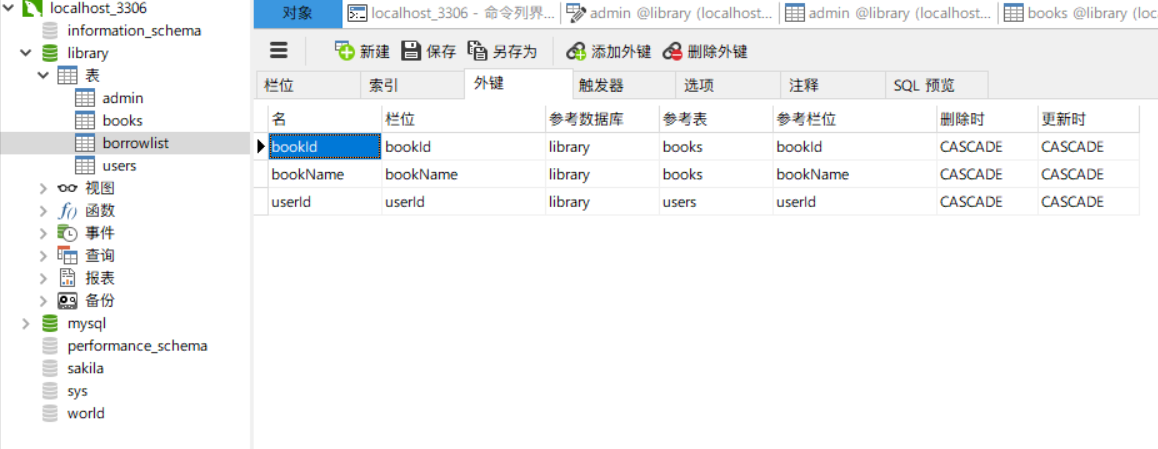 localhost_3306
information_schema
library
表
admin
books
borrowlist
users
视图
f() 函数
事件
查询
报表
备份
mysql
performance_schema
sakila
sys
world
对象 localhost_3306 - 命令列界... admin @library (localhost... admin @library (localhost... books @library (loc
新建 保存 另存为 添加外键 删除外键
栏位 索引 外键 触发器 选项 注释 SQL 预览
名 栏位 参考数据库 参考表 参考栏位 删除时 更新时
bookId bookId library books bookId CASCADE CASCADE
bookName bookName library books bookName CASCADE CASCADE
userId userId library users userId CASCADE CASCADE